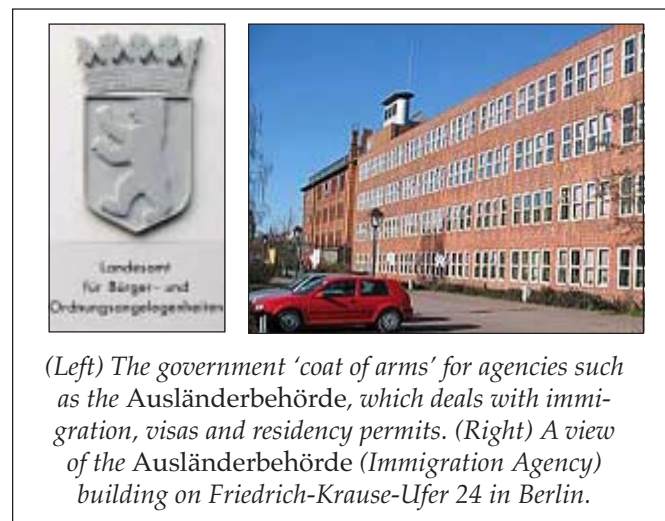 Landesamt
für Bürger- und
Ordnungsangelegenheiten
(Left) The government ‘coat of arms’ for agencies such
as the Ausländerbehörde, which deals with immi-
gration, visas and residency permits. (Right) A view
of the Ausländerbehörde (Immigration Agency)
building on Friedrich-Krause-Ufer 24 in Berlin.